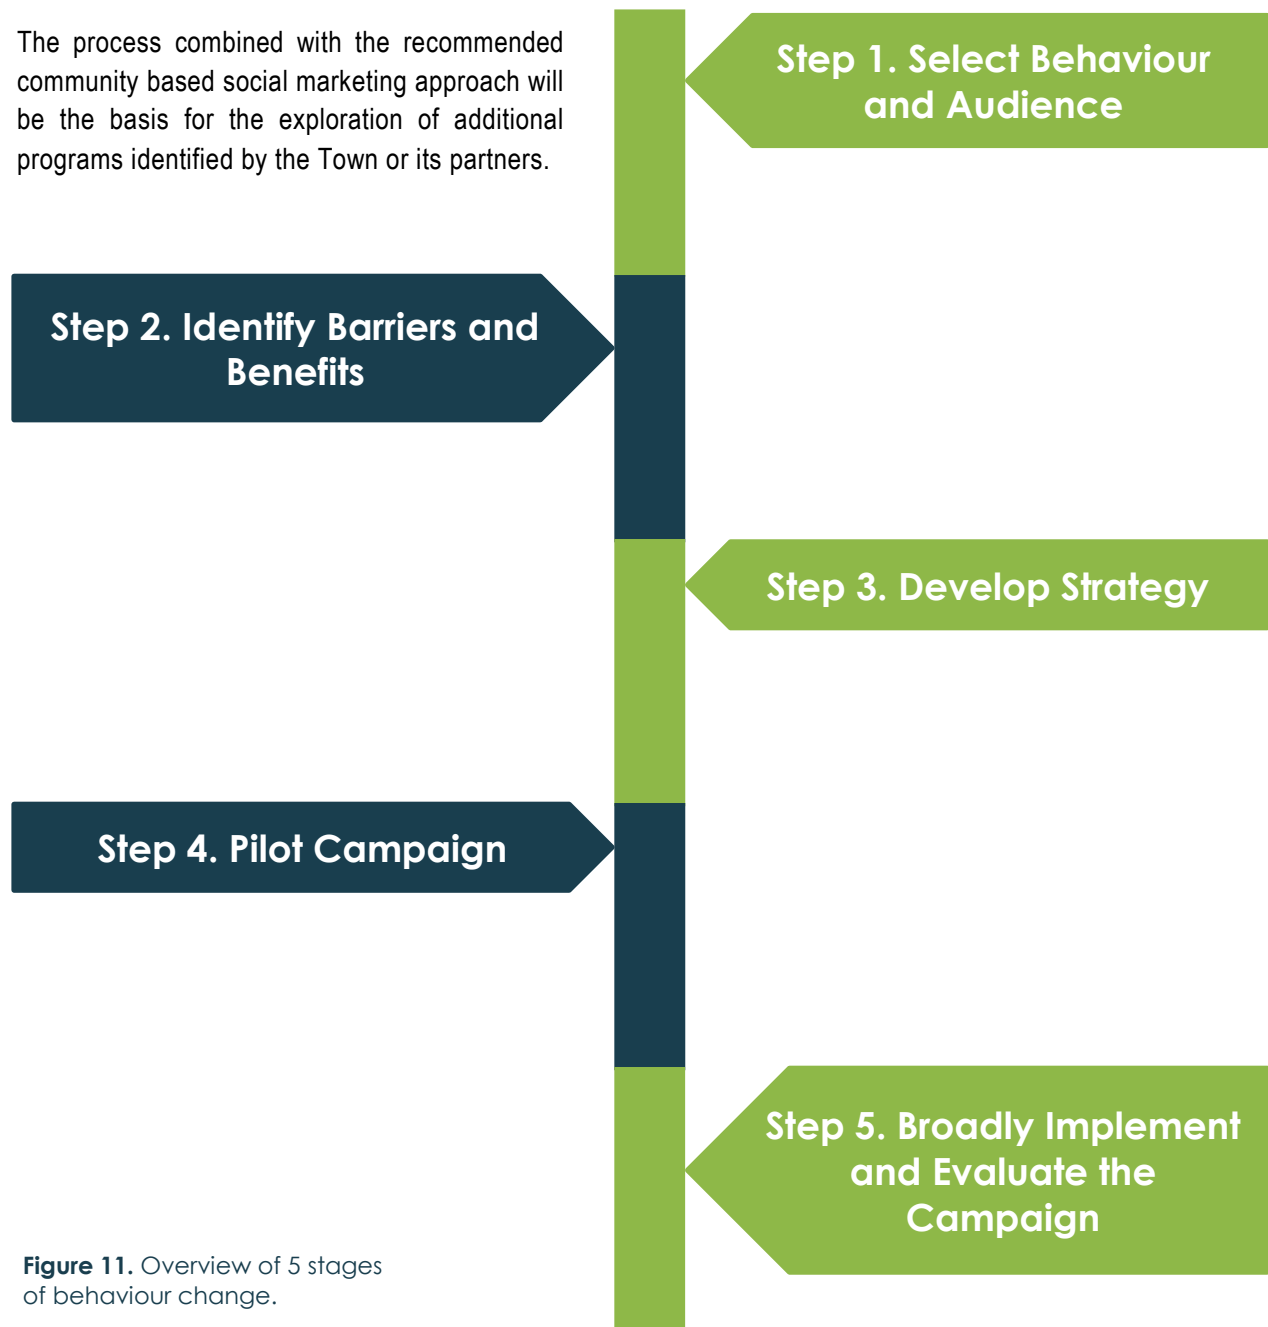 The process combined with the recommended
community based social marketing approach will
be the basis for the exploration of additional
programs identified by the Town or its partners.
Step 1. Select Behaviour
and Audience
Step 2. Identify Barriers and
Benefits
Step 3. Develop Strategy
Step 4. Pilot Campaign
Step 5. Broadly Implement
and Evaluate the
Campaign
Figure 11. Overview of 5 stages
of behaviour change.